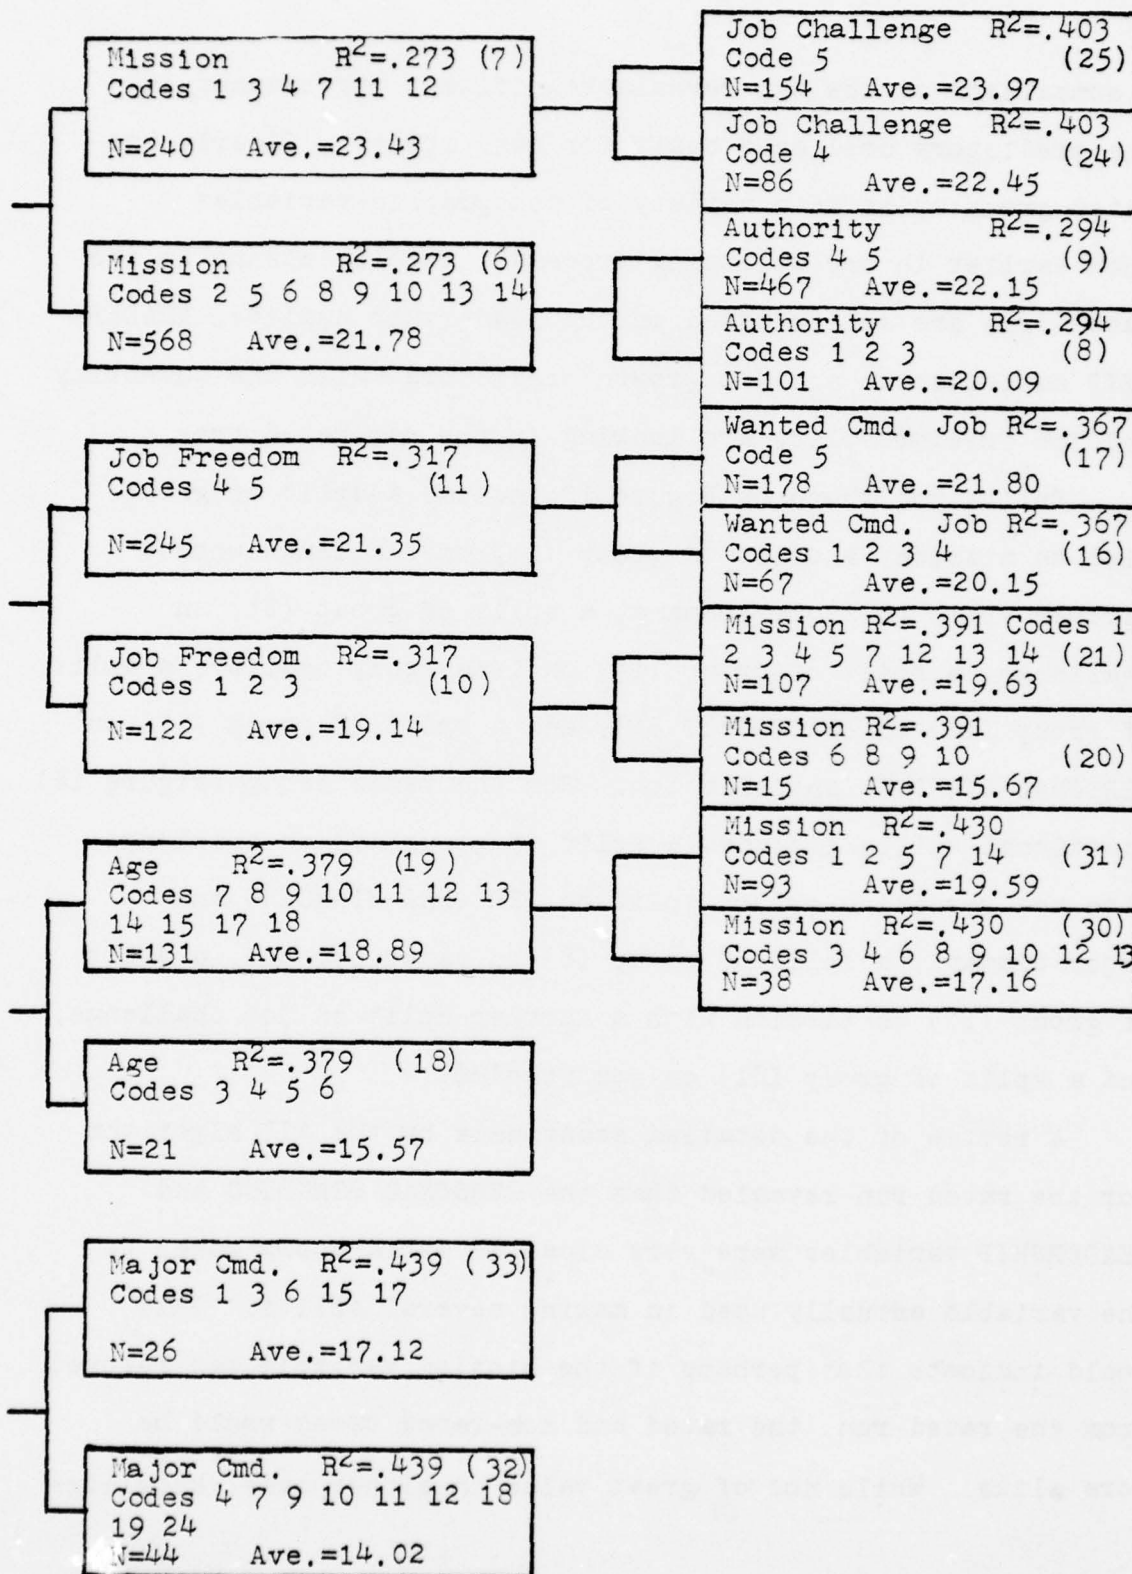 Mission R²=.273 (7)
Codes 1 3 4 7 11 12
N=240 Ave.=23.43
Mission R²=.273 (6)
Codes 2 5 6 8 9 10 13 14
N=568 Ave.=21.78
Job Freedom R²=.317
Codes 4 5 (11)
N=245 Ave.=21.35
Job Freedom R²=.317
Codes 1 2 3 (10)
N=122 Ave.=19.14
Age R²=.379 (19)
Codes 7 8 9 10 11 12 13
14 15 17 18
N=131 Ave.=18.89
Age R²=.379 (18)
Codes 3 4 5 6
N=21 Ave.=15.57
Major Cmd. R²=.439 (33)
Codes 1 3 6 15 17
N=26 Ave.=17.12
Major Cmd. R²=.439 (32)
Codes 4 7 9 10 11 12 18
19 24
N=44 Ave.=14.02
Job Challenge R²=.403
Code 5 (25)
N=154 Ave.=23.97
Job Challenge R²=.403
Code 4 (24)
N=86 Ave.=22.45
Authority R²=.294
Codes 4 5 (9)
N=467 Ave.=22.15
Authority R²=.294
Codes 1 2 3 (8)
N=101 Ave.=20.09
Wanted Cmd. Job R²=.367
Code 5 (17)
N=178 Ave.=21.80
Wanted Cmd. Job R²=.367
Codes 1 2 3 4 (16)
N=67 Ave.=20.15
Mission R²=.391 Codes 1
2 3 4 5 7 12 13 14 (21)
N=107 Ave.=19.63
Mission R²=.391
Codes 6 8 9 10 (20)
N=15 Ave.=15.67
Mission R²=.430
Codes 1 2 5 7 14 (31)
N=93 Ave.=19.59
Mission R²=.430 (30)
Codes 3 4 6 8 9 10 12 13
N=38 Ave.=17.16